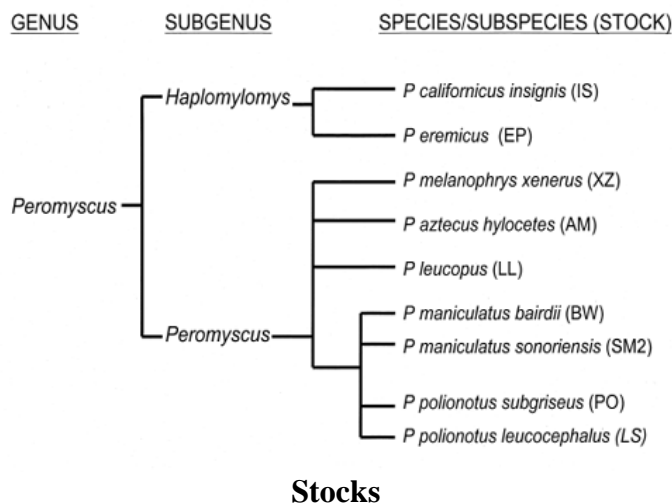 GENUS SUBGENUS SPECIES/SUBSPECIES (STOCK)
P californicus insignis (IS)
Haplomylomys
P eremicus (EP)
P melanophrys xenerus (XZ)
Peromyscus
P aztecus hylocetes (AM)
P leucopus (LL)
P maniculatus bairdii (BW)
Peromyscus
P maniculatus sonoriensis (SM2)
P polionotus subgriseus (PO)
P polionotus leucocephalus (LS)
Stocks